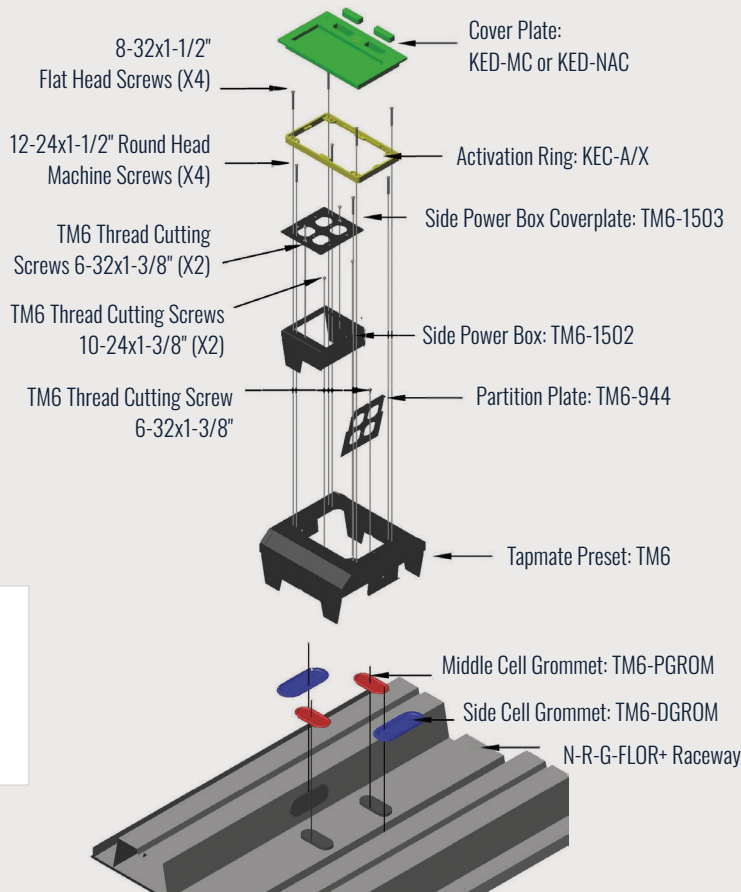 8-32x1-1/2"
Flat Head Screws (X4)
Cover Plate:
KED-MC or KED-NAC
12-24x1-1/2" Round Head
Machine Screws (X4)
Activation Ring: KEC-A/X
Side Power Box Coverplate: TM6-1503
TM6 Thread Cutting
Screws 6-32x1-3/8" (X2)
TM6 Thread Cutting Screws
10-24x1-3/8" (X2)
Side Power Box: TM6-1502
TM6 Thread Cutting Screw
6-32x1-3/8"
Partition Plate: TM6-944
Tapmate Preset: TM6
Middle Cell Grommet: TM6-PGROM
Side Cell Grommet: TM6-DGROM
N-R-G-FLOR+ Raceway